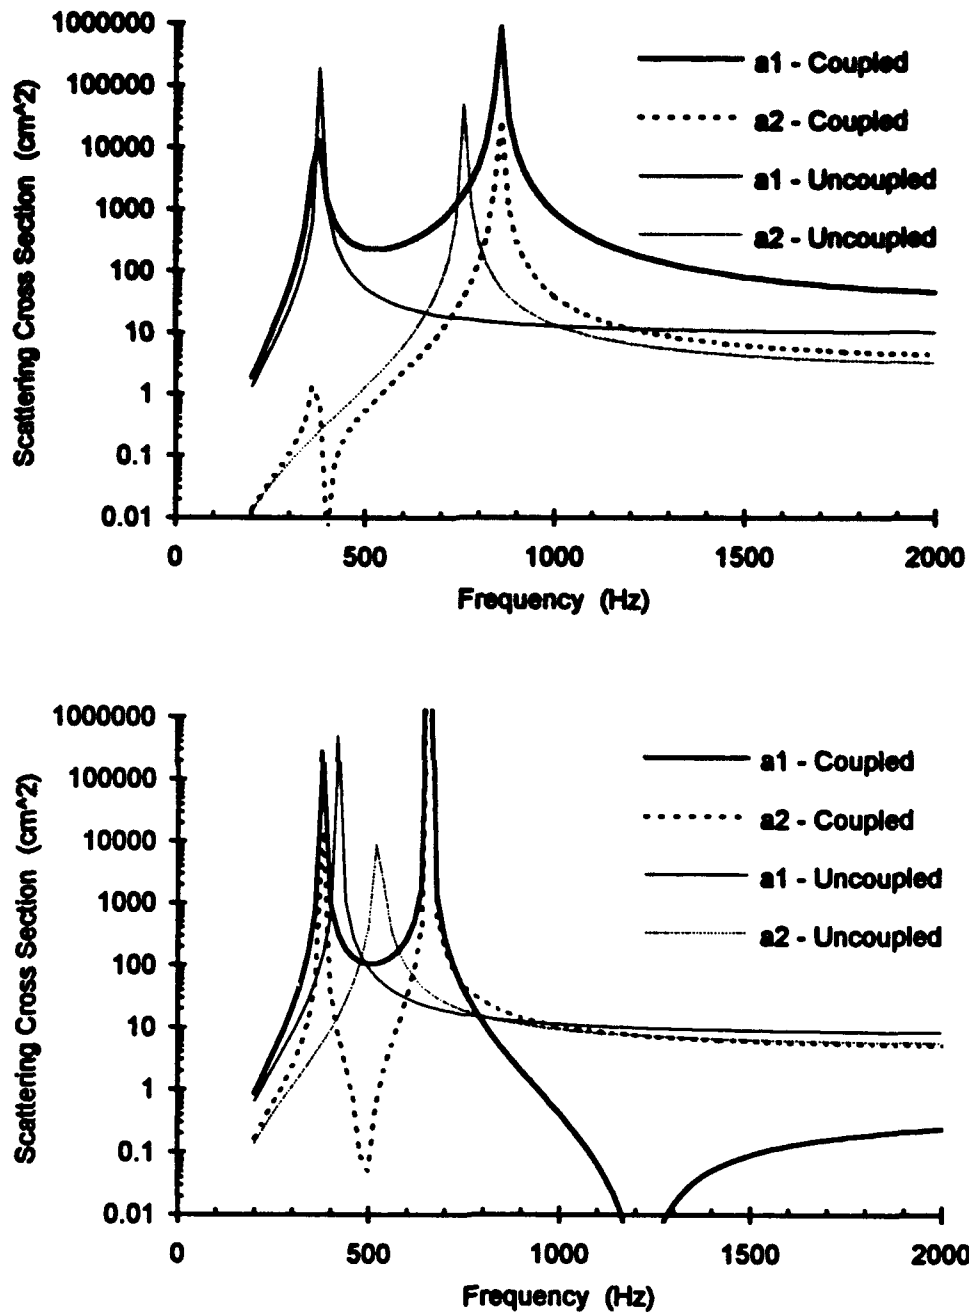 1000000
100000
10000
1000
100
10
1
0.1
0.01
Scattering Cross Section (cm^2)
a1 - Coupled
a2 - Coupled
a1 - Uncoupled
a2 - Uncoupled
0 500 1000 1500 2000
Frequency (Hz)
1000000
100000
10000
1000
100
10
1
0.1
0.01
Scattering Cross Section (cm^2)
a1 - Coupled
a2 - Coupled
a1 - Uncoupled
a2 - Uncoupled
0 500 1000 1500 2000
Frequency (Hz)